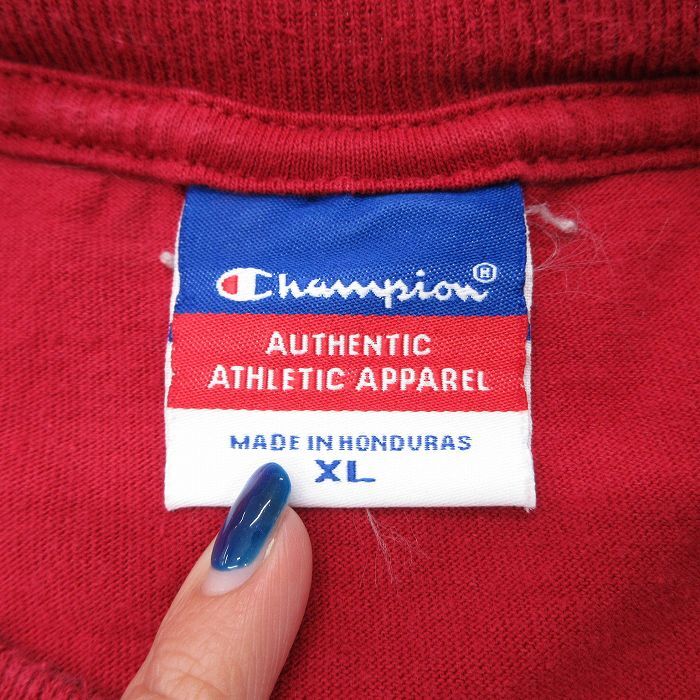 Champion®
AUTHENTIC
ATHLETIC APPAREL
MADE IN HONDURAS
XL